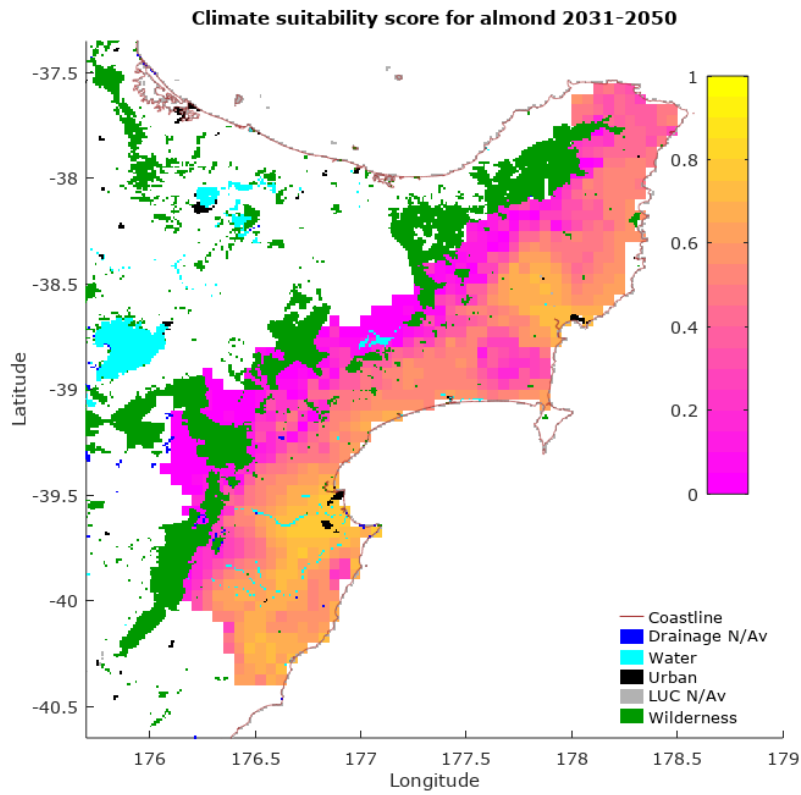 Climate suitability score for almond 2031-2050
-37.5
-38
-38.5
-39
-39.5
-40
-40.5
Latitude
176
176.5
177
177.5
178
178.5
179
Longitude
1
0.8
0.6
0.4
0.2
0
Coastline
Drainage N/Av
Water
Urban
LUC N/Av
Wilderness